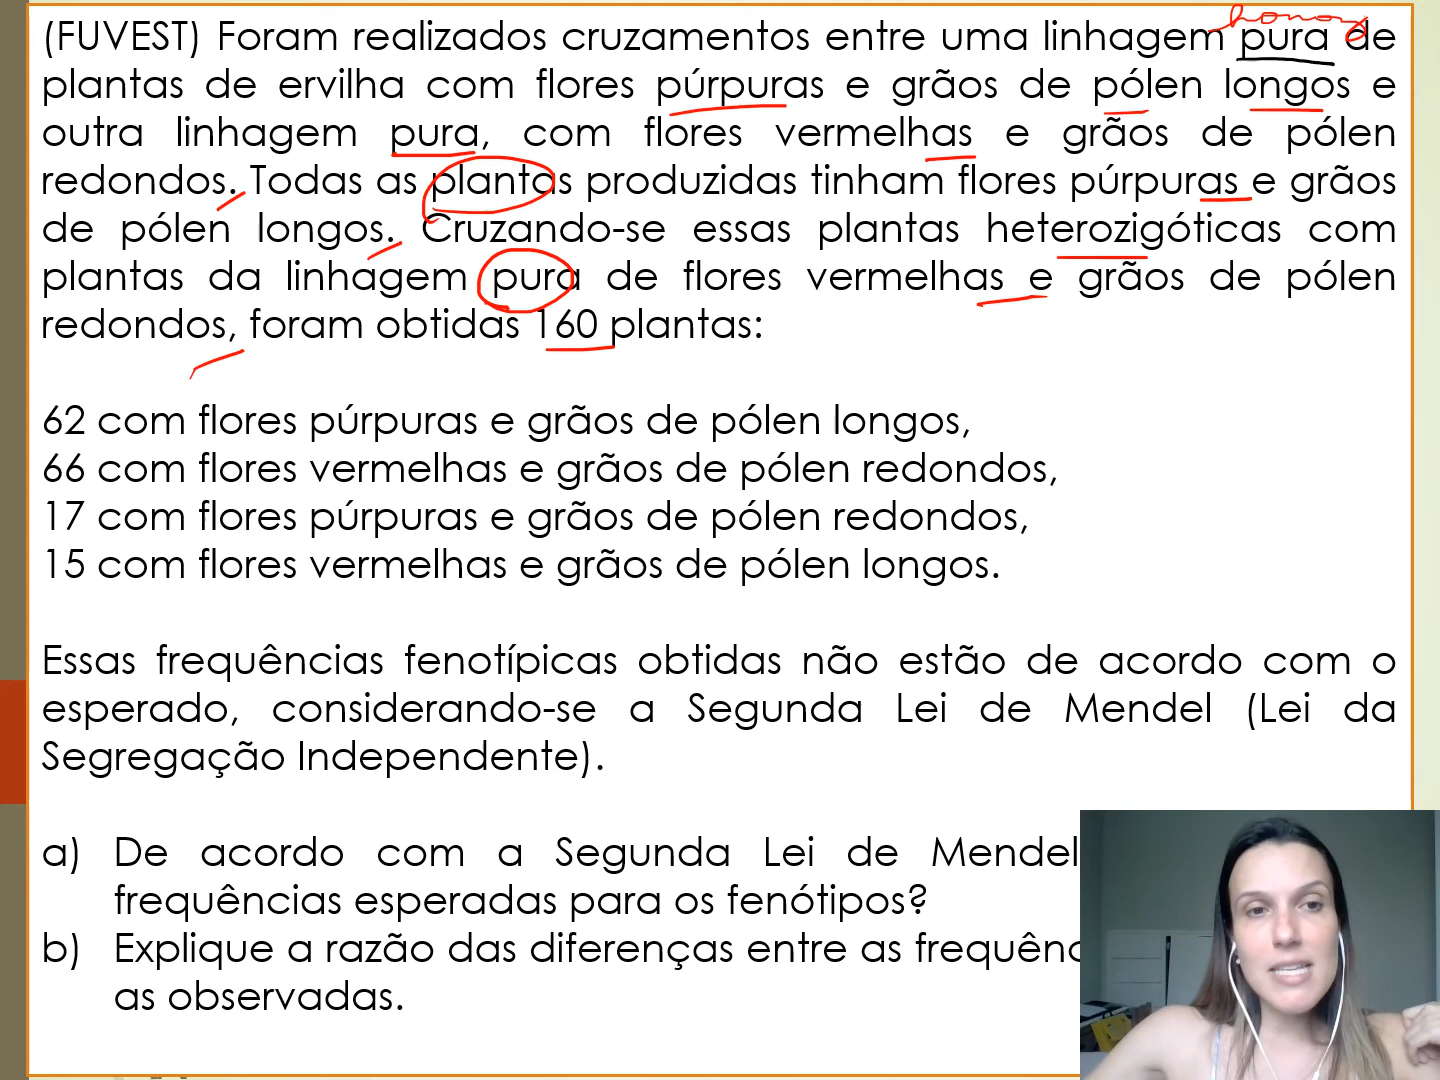 homoz
(FUVEST) Foram realizados cruzamentos entre uma linhagem pura de
plantas de ervilha com flores púrpuras e grãos de pólen longos e
outra linhagem pura, com flores vermelhas e grãos de pólen
redondos. Todas as plantas produzidas tinham flores púrpuras e grãos
de pólen longos. Cruzando-se essas plantas heterozigóticas com
plantas da linhagem pura de flores vermelhas e grãos de pólen
redondos, foram obtidas 160 plantas:
62 com flores púrpuras e grãos de pólen longos,
66 com flores vermelhas e grãos de pólen redondos,
17 com flores púrpuras e grãos de pólen redondos,
15 com flores vermelhas e grãos de pólen longos.
Essas frequências fenotípicas obtidas não estão de acordo com o
esperado, considerando-se a Segunda Lei de Mendel (Lei da
Segregação Independente).
a) De acordo com a Segunda Lei de Mendel
frequências esperadas para os fenótipos?
b) Explique a razão das diferenças entre as frequênc
as observadas.